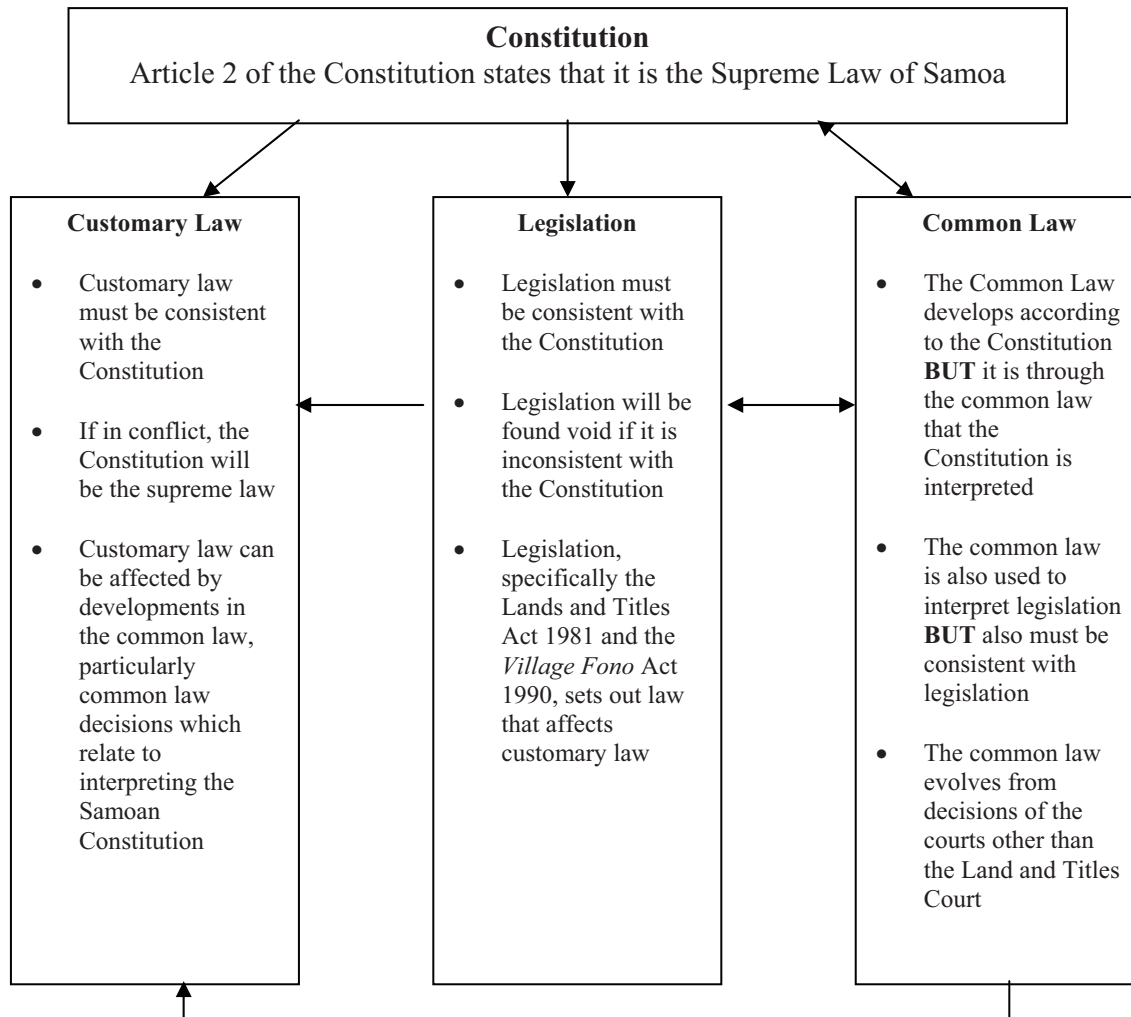 Constitution
Article 2 of the Constitution states that it is the Supreme Law of Samoa
Customary Law
• Customary law
must be consistent
with the
Constitution
• If in conflict, the
Constitution will
be the supreme law
• Customary law can
be affected by
developments in
the common law,
particularly
common law
decisions which
relate to
interpreting the
Samoan
Constitution
Legislation
• Legislation must
be consistent with
the Constitution
• Legislation will be
found void if it is
inconsistent with
the Constitution
• Legislation,
specifically the
Lands and Titles
Act 1981 and the
Village Fono Act
1990, sets out law
that affects
customary law
Common Law
• The Common Law
develops according
to the Constitution
BUT it is through
the common law
that the
Constitution is
interpreted
• The common law
is also used to
interpret legislation
BUT also must be
consistent with
legislation
• The common law
evolves from
decisions of the
courts other than
the Land and Titles
Court